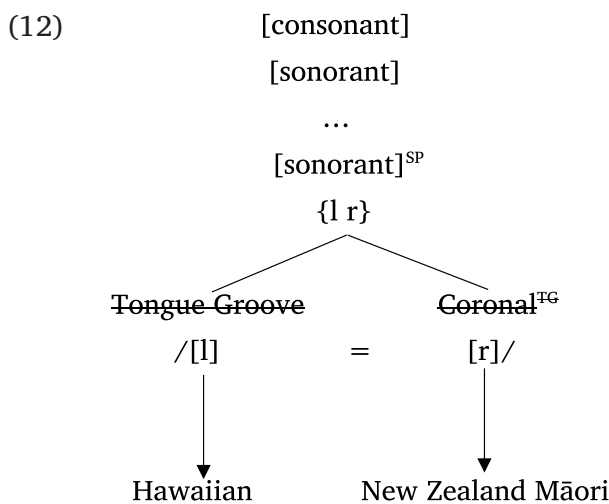 (12) [consonant]
[sonorant]
…
[sonorant]SP
{l r}
Tongue Groove CoronalTG
/[l] = [r]/
Hawaiian New Zealand Māori